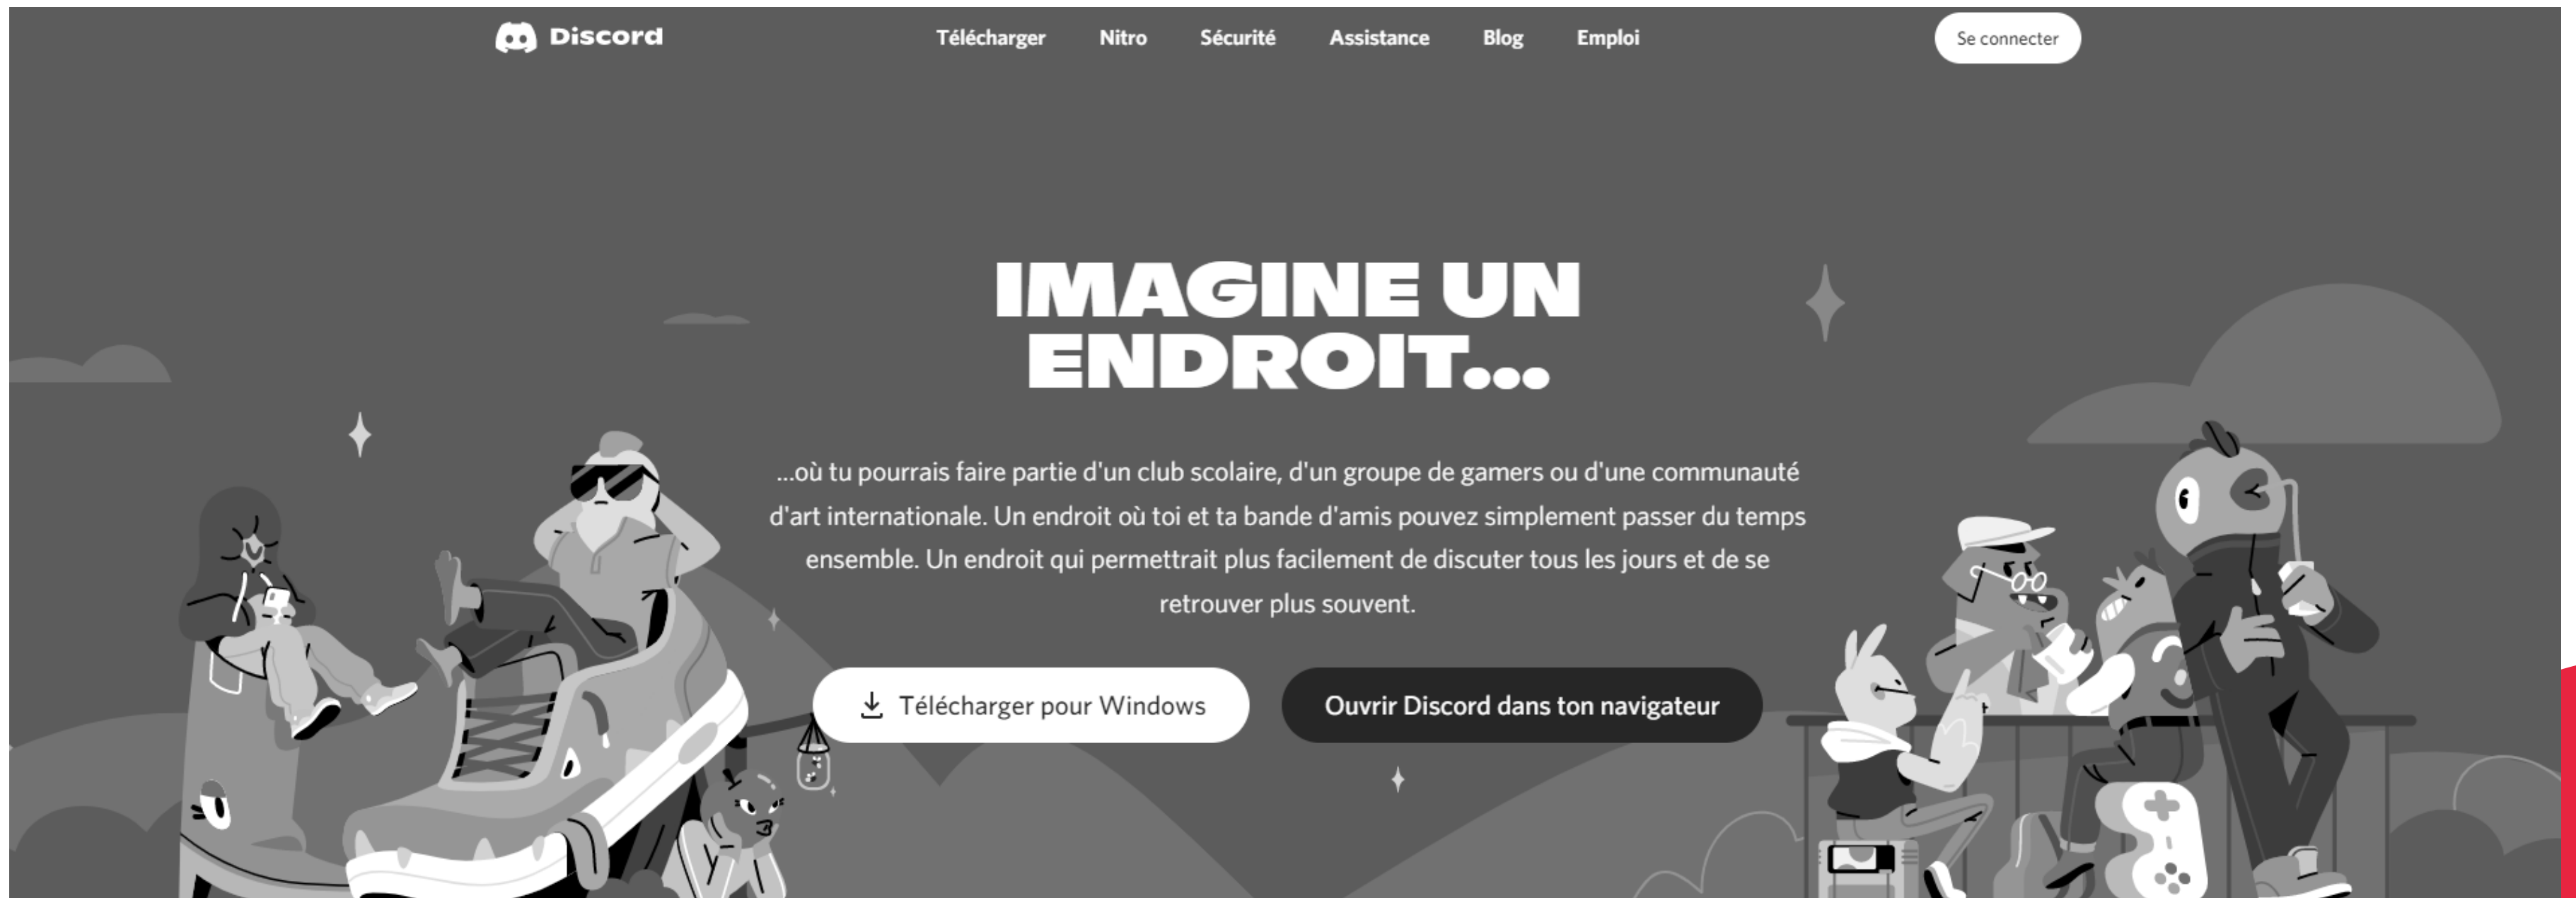 Discord
Télécharger
Nitro
Sécurité
Assistance
Blog
Emploi
Se connecter
IMAGINE UN
ENDROIT...
...où tu pourrais faire partie d'un club scolaire, d'un groupe de gamers ou d'une communauté
d'art internationale. Un endroit où toi et ta bande d'amis pouvez simplement passer du temps
ensemble. Un endroit qui permettrait plus facilement de discuter tous les jours et de se
retrouver plus souvent.
Télécharger pour Windows
Ouvrir Discord dans ton navigateur